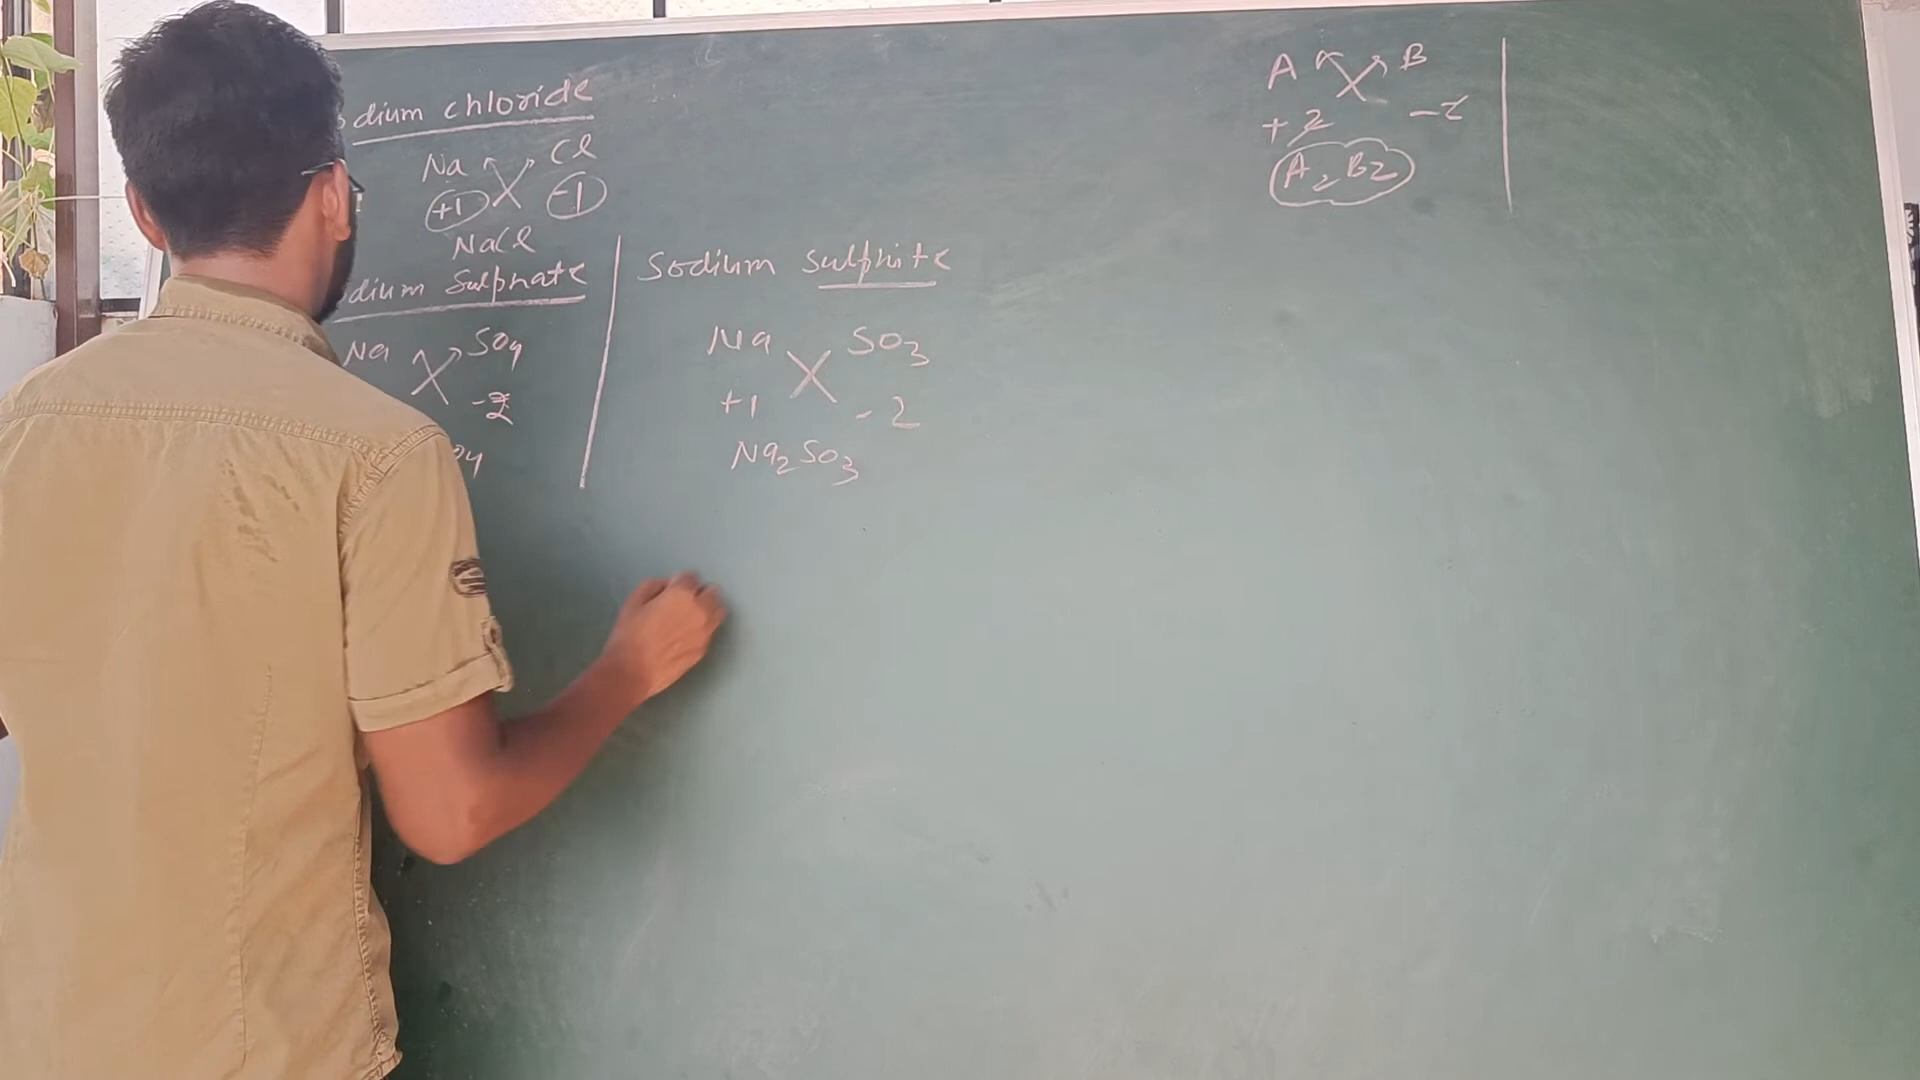 dium chloride
Na Cl
+1 -1
NaCl
dium Sulphate
Na SO4
-2
O4
Sodium sulphite
Na SO3
+1 -2
Na2SO3
A B
+2 -2
A2B2